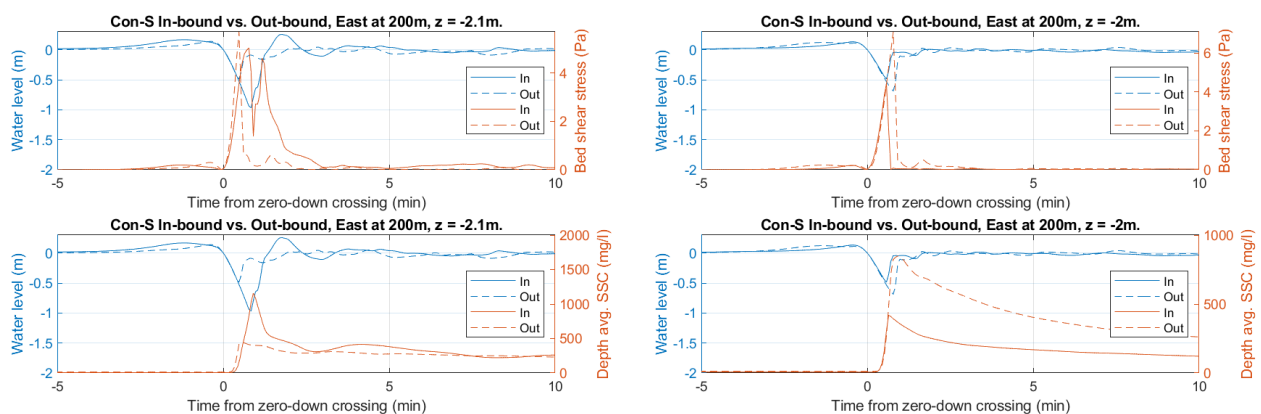 Con-S In-bound vs. Out-bound, East at 200m, z = -2.1m.
Water level (m)
0
-0.5
-1
-1.5
-2
-5
0
5
10
Time from zero-down crossing (min)
0
2
4
Bed shear stress (Pa)
In
Out
In
Out
Con-S In-bound vs. Out-bound, East at 200m, z = -2m.
Water level (m)
0
-0.5
-1
-1.5
-2
-5
0
5
10
Time from zero-down crossing (min)
0
2
4
6
Bed shear stress (Pa)
In
Out
In
Out
Con-S In-bound vs. Out-bound, East at 200m, z = -2.1m.
Water level (m)
0
-0.5
-1
-1.5
-2
-5
0
5
10
Time from zero-down crossing (min)
0
500
1000
1500
2000
Depth avg. SSC (mg/l)
In
Out
In
Out
Con-S In-bound vs. Out-bound, East at 200m, z = -2m.
Water level (m)
0
-0.5
-1
-1.5
-2
-5
0
5
10
Time from zero-down crossing (min)
0
500
1000
Depth avg. SSC (mg/l)
In
Out
In
Out